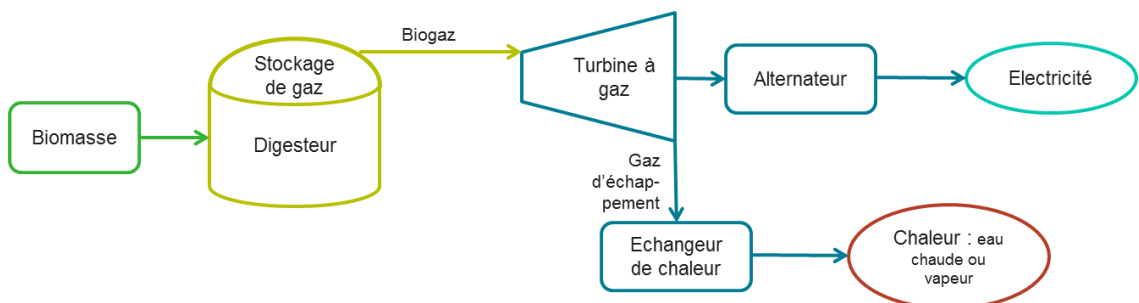 Biogaz
Stockage
de gaz
Turbine à
gaz
Alternateur
Electricité
Biomasse
Digesteur
Gaz
d'échap-
pement
Echangeur
de chaleur
Chaleur : eau
chaude ou
vapeur